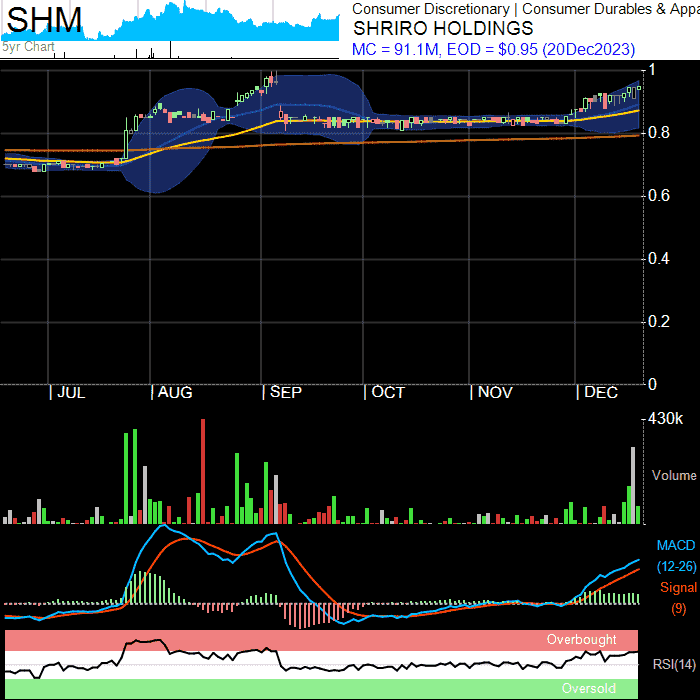 SHM
5yr Chart
Consumer Discretionary | Consumer Durables & Appa
SHRIRO HOLDINGS
MC = 91.1M, EOD = $0.95 (20Dec2023)
1
0.8
0.6
0.4
0.2
0
| JUL | AUG | SEP | OCT | NOV | DEC
430k
Volume
MACD
(12-26)
Signal
(9)
Overbought
RSI(14)
Oversold